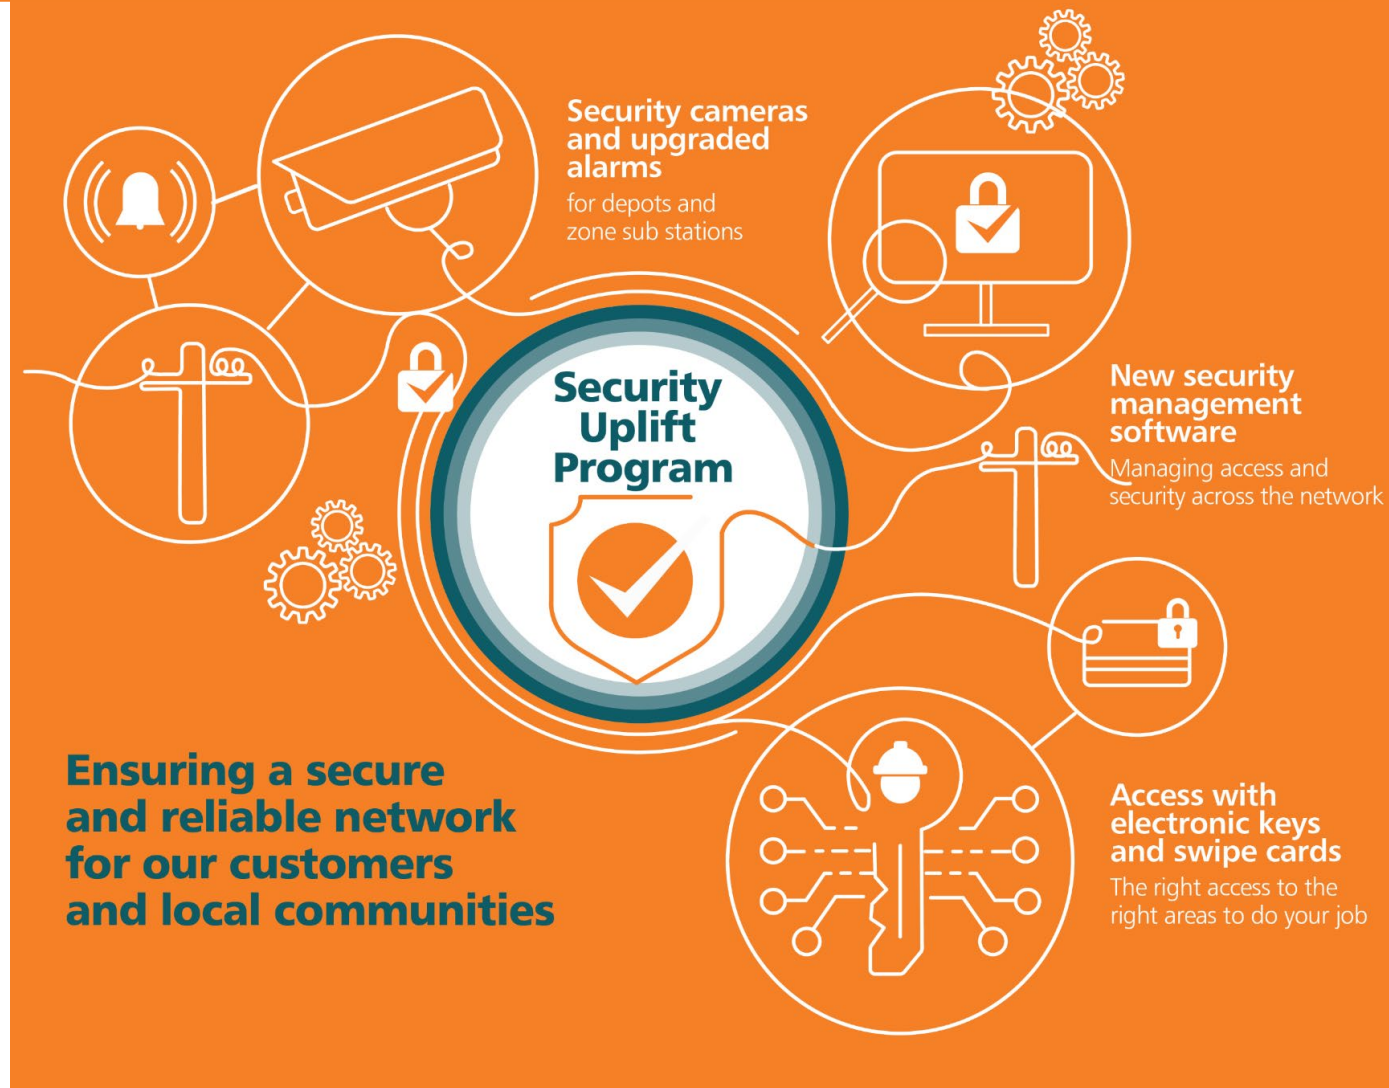 Security cameras
and upgraded
alarms
for depots and
zone sub stations
Security
Uplift
Program
New security
management
software
Managing access and
security across the network
Access with
electronic keys
and swipe cards
The right access to the
right areas to do your job
Ensuring a secure
and reliable network
for our customers
and local communities